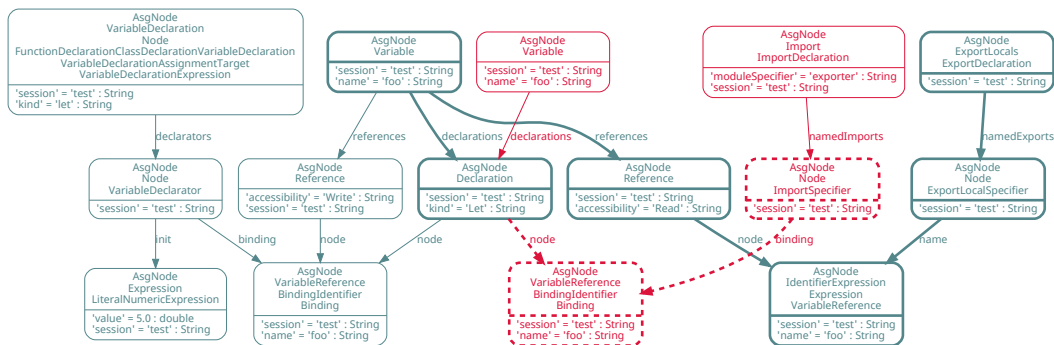 AsgNode
VariableDeclaration
Node
FunctionDeclarationClassDeclarationVariableDeclaration
VariableDeclarationAssignmentTarget
VariableDeclarationExpression
'session' = 'test' : String
'kind' = 'let' : String
AsgNode
Variable
'session' = 'test' : String
'name' = 'foo' : String
AsgNode
Variable
'session' = 'test' : String
'name' = 'foo' : String
AsgNode
Import
ImportDeclaration
'moduleSpecifier' = 'exporter' : String
'session' = 'test' : String
AsgNode
ExportLocals
ExportDeclaration
'session' = 'test' : String
declarators
references
declarations
declarations
references
namedImports
namedExports
AsgNode
Node
VariableDeclarator
'session' = 'test' : String
AsgNode
Reference
'accessibility' = 'Write' : String
'session' = 'test' : String
AsgNode
Declaration
'session' = 'test' : String
'kind' = 'Let' : String
AsgNode
Reference
'session' = 'test' : String
'accessibility' = 'Read' : String
AsgNode
Node
ImportSpecifier
'session' = 'test' : String
AsgNode
Node
ExportLocalSpecifier
'session' = 'test' : String
init
binding
node
node
node
node
binding
name
AsgNode
Expression
LiteralNumericExpression
'value' = 5.0 : double
'session' = 'test' : String
AsgNode
VariableReference
BindingIdentifier
Binding
'session' = 'test' : String
'name' = 'foo' : String
AsgNode
VariableReference
BindingIdentifier
Binding
'session' = 'test' : String
'name' = 'foo' : String
AsgNode
IdentifierExpression
Expression
VariableReference
'session' = 'test' : String
'name' = 'foo' : String